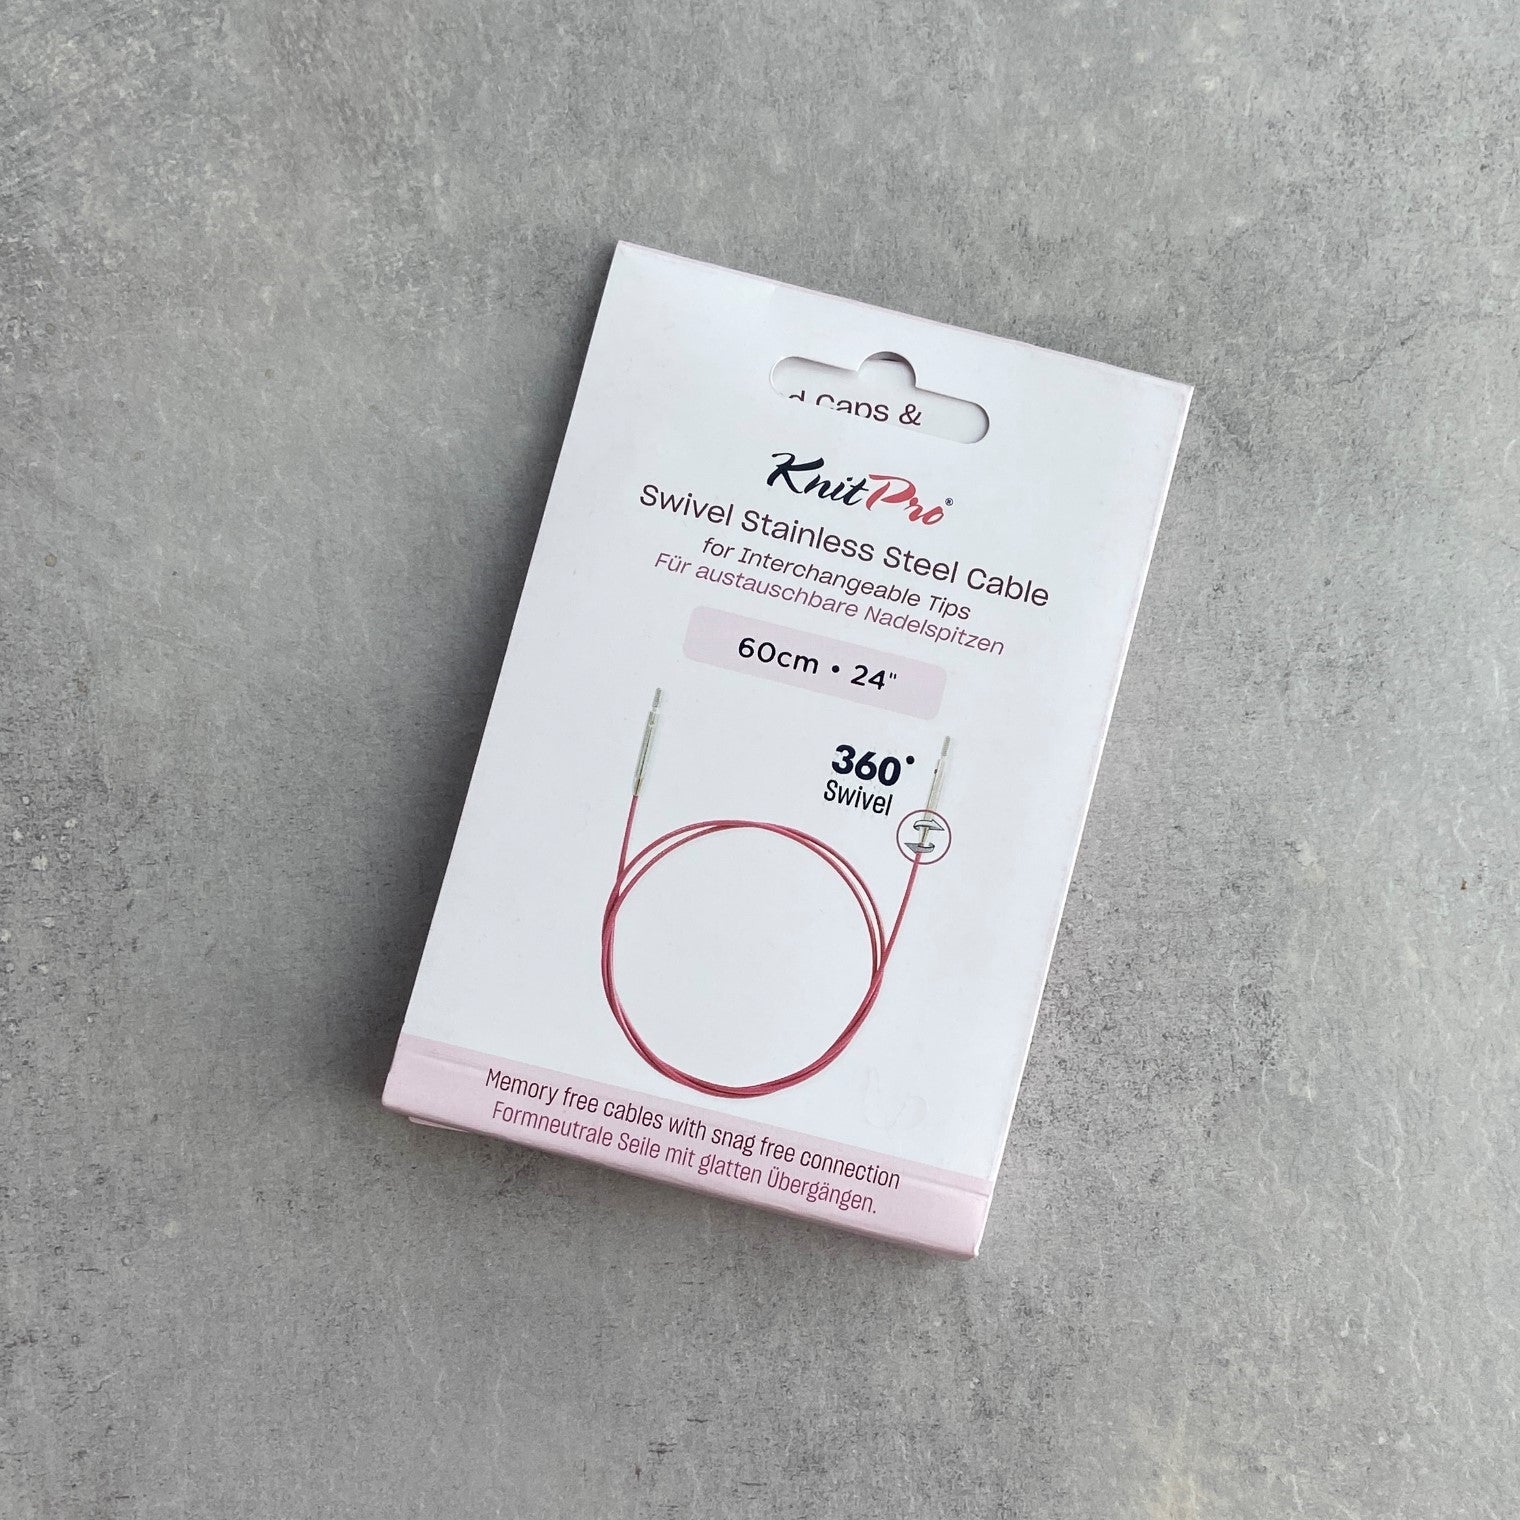 d Caps &
KnitPro®
Swivel Stainless Steel Cable
for Interchangeable Tips
Für austauschbare Nadelspitzen
60cm • 24"
360°
Swivel
Memory free cables with snag free connection
Formneutrale Seile mit glatten Übergängen.